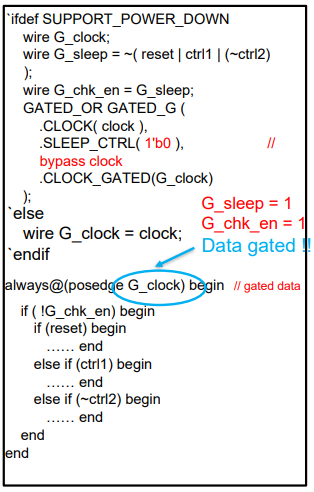 `ifdef SUPPORT_POWER_DOWN
wire G_clock;
wire G_sleep = ~( reset | ctrl1 | (~ctrl2)
);
wire G_chk_en = G_sleep;
GATED_OR GATED_G (
.CLOCK( clock ),
.SLEEP_CTRL( 1'b0 ), //
bypass clock
.CLOCK_GATED(G_clock)
);
`else
wire G_clock = clock;
`endif
G_sleep = 1
G_chk_en = 1
Data gated !!
always@(posedge G_clock) begin // gated data
if ( !G_chk_en) begin
if (reset) begin
...... end
else if (ctrl1) begin
...... end
else if (~ctrl2) begin
...... end
end
end